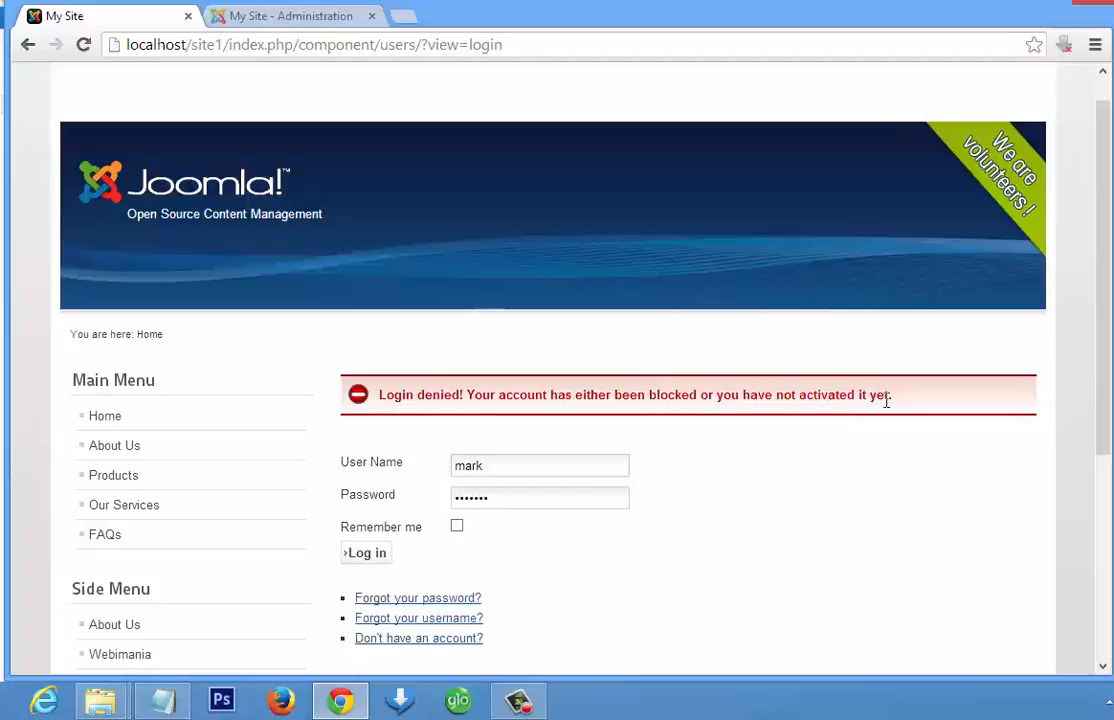 My Site
My Site - Administration
localhost/site1/index.php/component/users/?view=login
Joomla!™
Open Source Content Management
We are
volunteers!
You are here: Home
Main Menu
Home
About Us
Products
Our Services
FAQs
Side Menu
About Us
Webimania
Login denied! Your account has either been blocked or you have not activated it yet.
User Name
mark
Password
•••••••
Remember me
Log in
Forgot your password?
Forgot your username?
Don't have an account?
Ps
glo